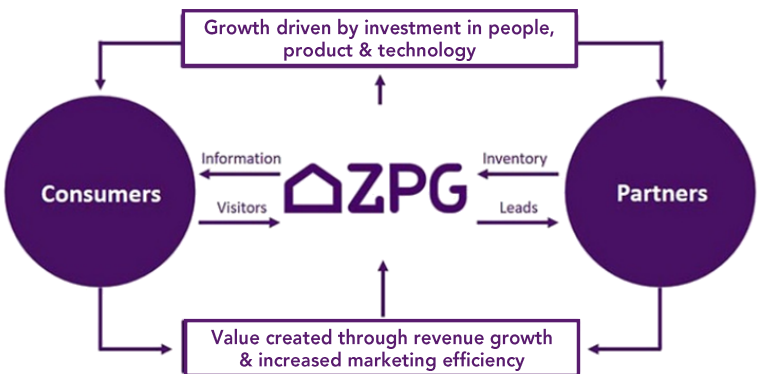 Growth driven by investment in people,
product & technology
Information
Inventory
Consumers
ZPG
Partners
Visitors
Leads
Value created through revenue growth
& increased marketing efficiency